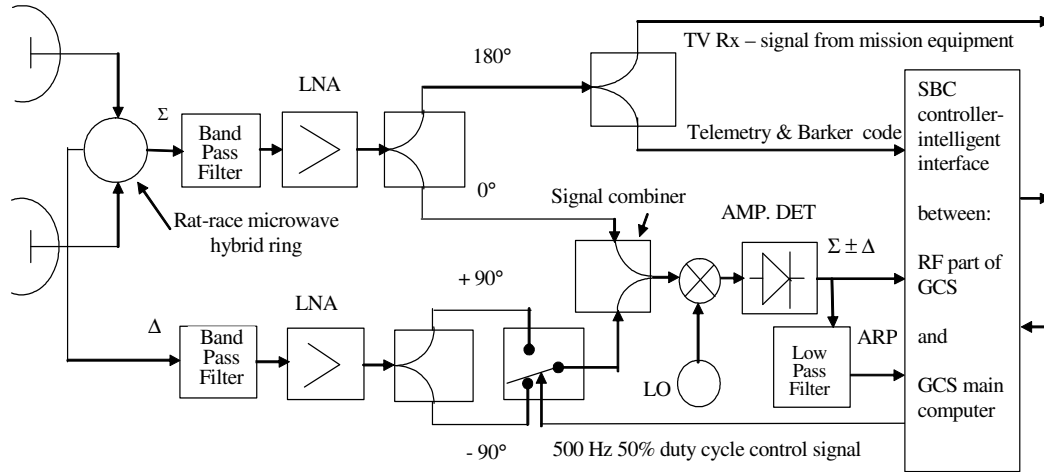 TV Rx – signal from mission equipment
180°
LNA
SBC
controller-
intelligent
interface
between:
RF part of
GCS
and
GCS main
computer
Σ
Band
Pass
Filter
Telemetry & Barker code
0°
Signal combiner
Rat-race microwave
hybrid ring
AMP. DET
Σ ± Δ
+ 90°
LNA
Δ
Band
Pass
Filter
ARP
Low
Pass
Filter
LO
- 90°
500 Hz 50% duty cycle control signal